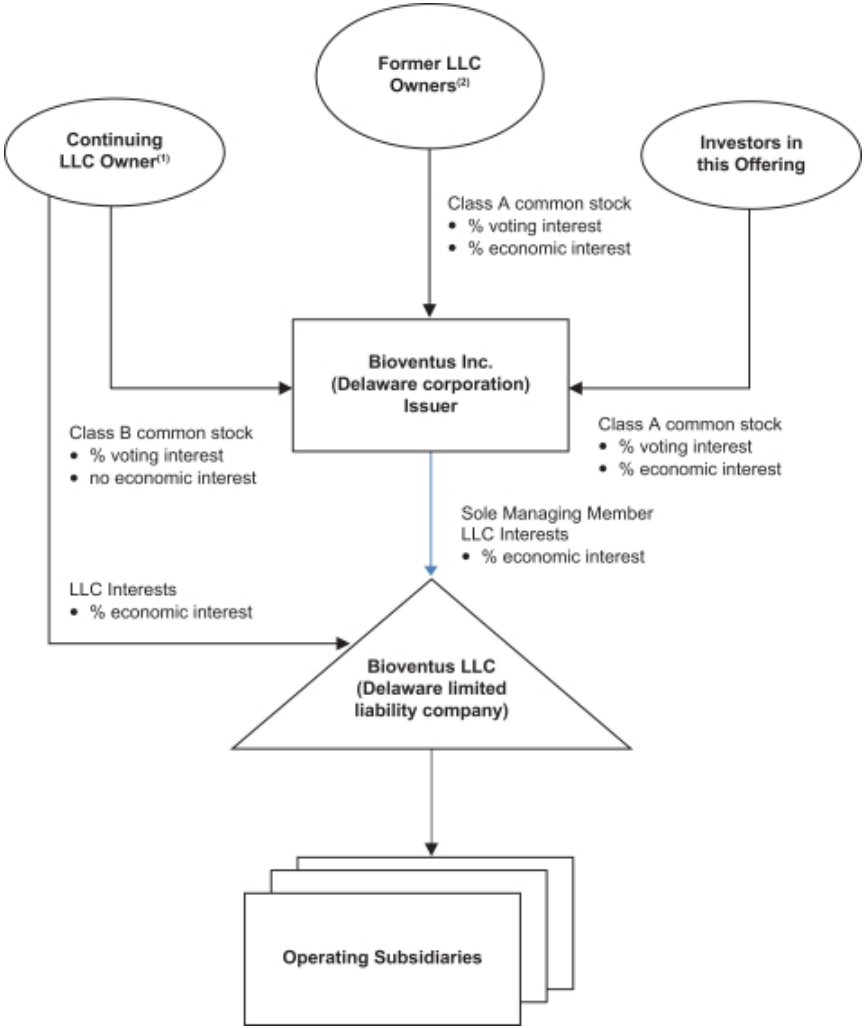 Former LLC
Owners(2)
Continuing
LLC Owner(1)
Investors in
this Offering
Class A common stock
• % voting interest
• % economic interest
Bioventus Inc.
(Delaware corporation)
Issuer
Class B common stock
• % voting interest
• no economic interest
Class A common stock
• % voting interest
• % economic interest
Sole Managing Member
LLC Interests
• % economic interest
LLC Interests
• % economic interest
Bioventus LLC
(Delaware limited
liability company)
Operating Subsidiaries